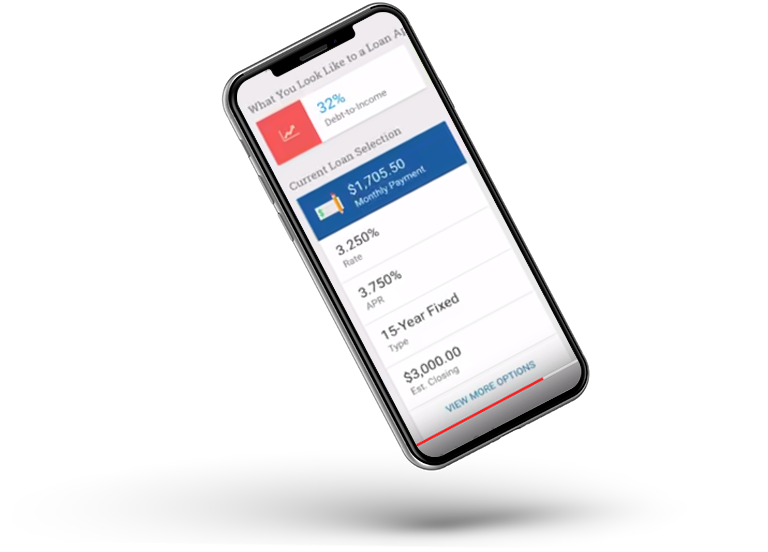 What You Look Like to a Loan
32%
Debt-to-Income
Current Loan Selection
$1,705.50
Monthly Payment
3.250%
Rate
3.750%
APR
15-Year Fixed
Type
$3,000.00
Est. Closing
VIEW MORE OPTIONS